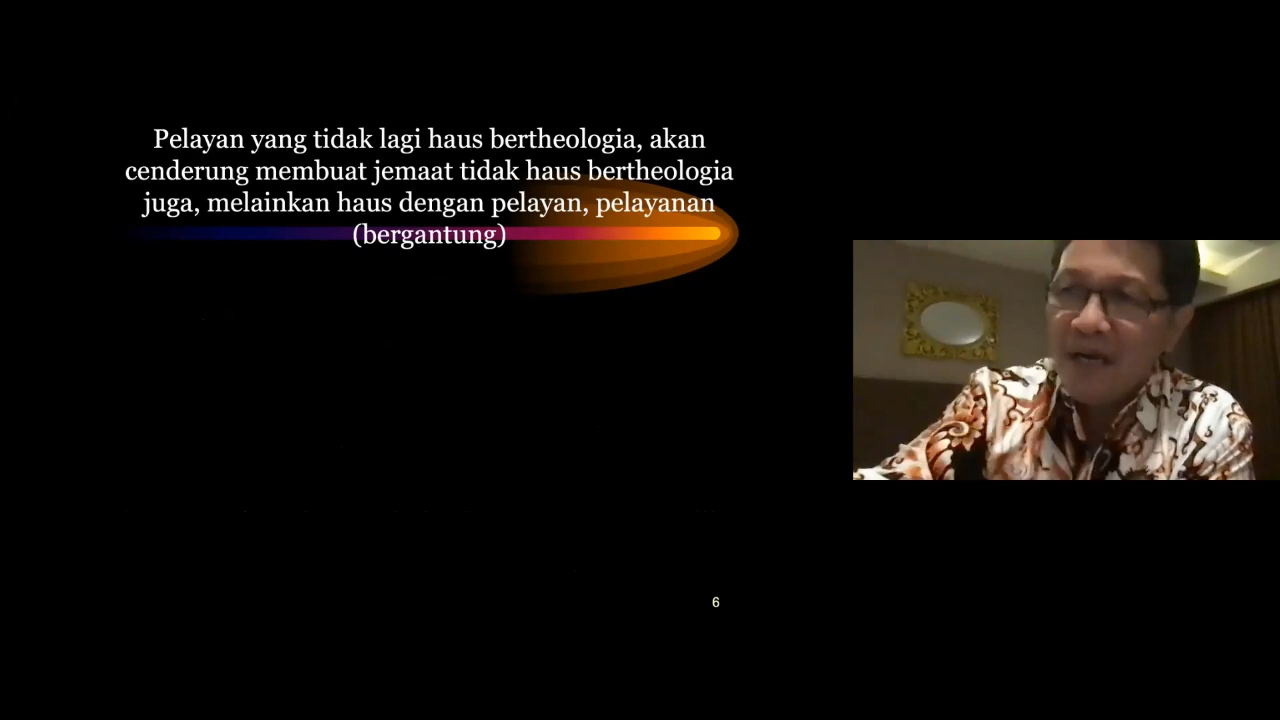 Pelayan yang tidak lagi haus bertheologia, akan
cenderung membuat jemaat tidak haus bertheologia
juga, melainkan haus dengan pelayan, pelayanan
(bergantung)
6